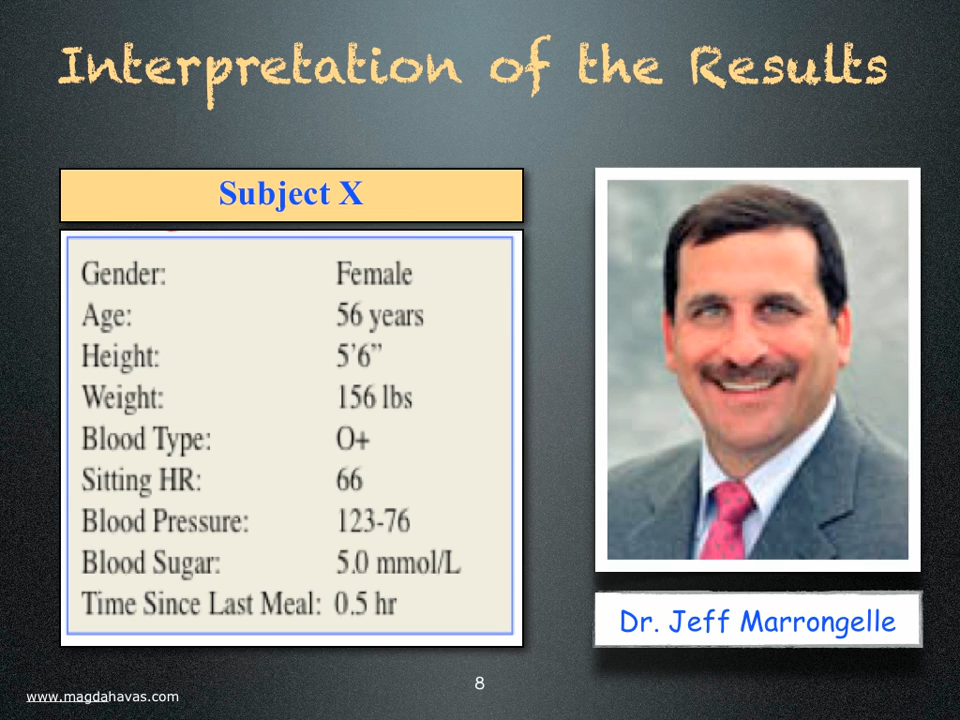 Interpretation of the Results
Subject X
Gender: Female
Age: 56 years
Height: 5’6”
Weight: 156 lbs
Blood Type: O+
Sitting HR: 66
Blood Pressure: 123-76
Blood Sugar: 5.0 mmol/L
Time Since Last Meal: 0.5 hr
Dr. Jeff Marrongelle
8
www.magdahavas.com